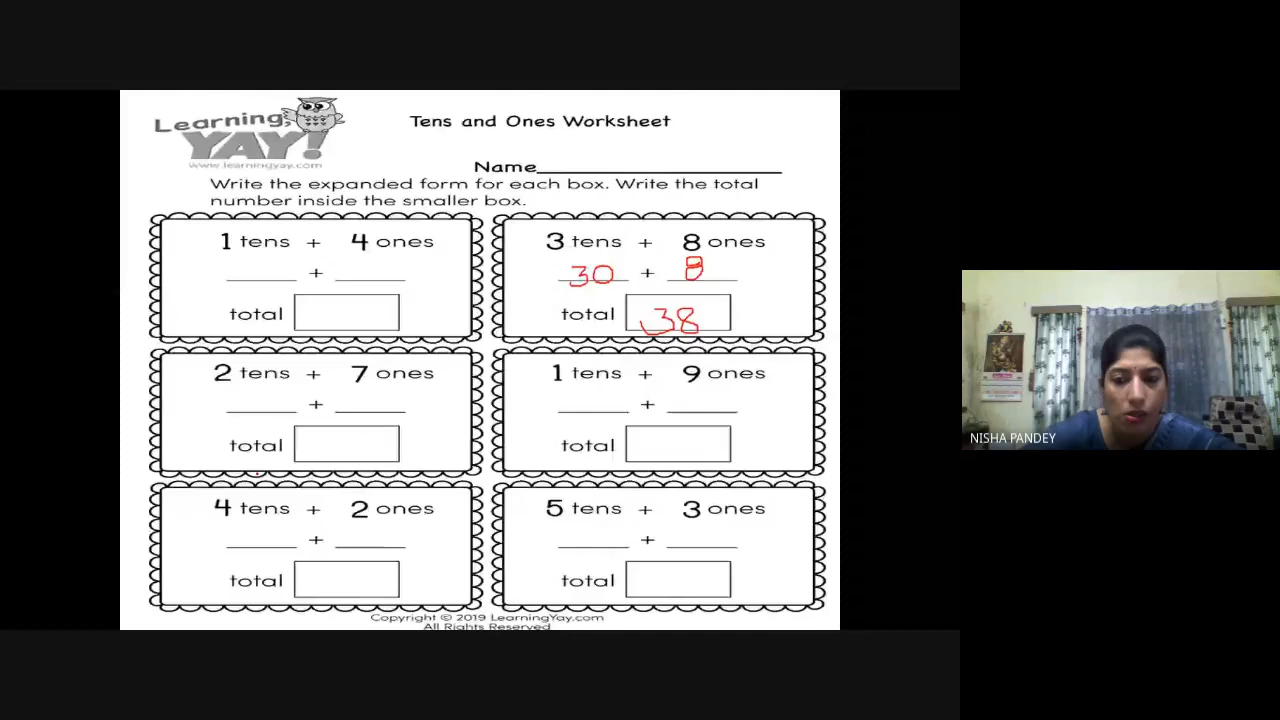 Learning
YAY!
www.learningyay.com
Tens and Ones Worksheet
Name
Write the expanded form for each box. Write the total
number inside the smaller box.
1 tens + 4 ones
+
total
3 tens + 8 ones
30 + 8
total 38
2 tens + 7 ones
+
total
1 tens + 9 ones
+
total
4 tens + 2 ones
+
total
5 tens + 3 ones
+
total
Copyright © 2019 LearningYay.com
All Rights Reserved
NISHA PANDEY